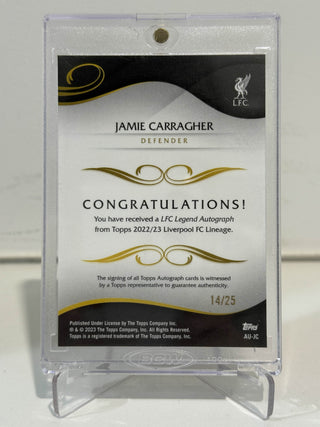 L.F.C.
JAMIE CARRAGHER
DEFENDER
CONGRATULATIONS!
You have received a LFC Legend Autograph
from Topps 2022/23 Liverpool FC Lineage.
The signing of all Topps Autograph cards is witnessed
by a Topps representative to guarantee authenticity.
14/25
Published Under License by The Topps Company, Inc.
® & © 2023 The Topps Company, Inc. All Rights Reserved.
Topps is a registered trademark of The Topps Company, Inc.
Topps
AU-JC